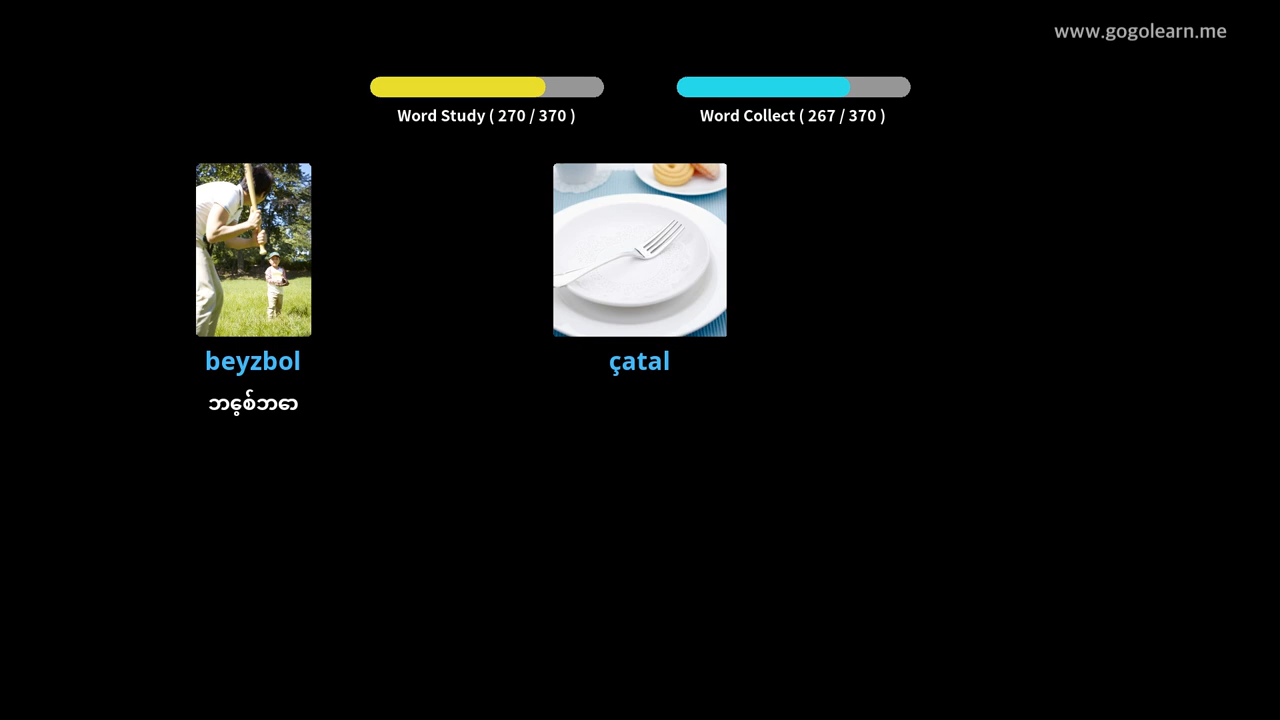 www.gogolearn.me
Word Study ( 270 / 370 )
Word Collect ( 267 / 370 )
beyzbol
çatal
ဘေ့စ်ဘော